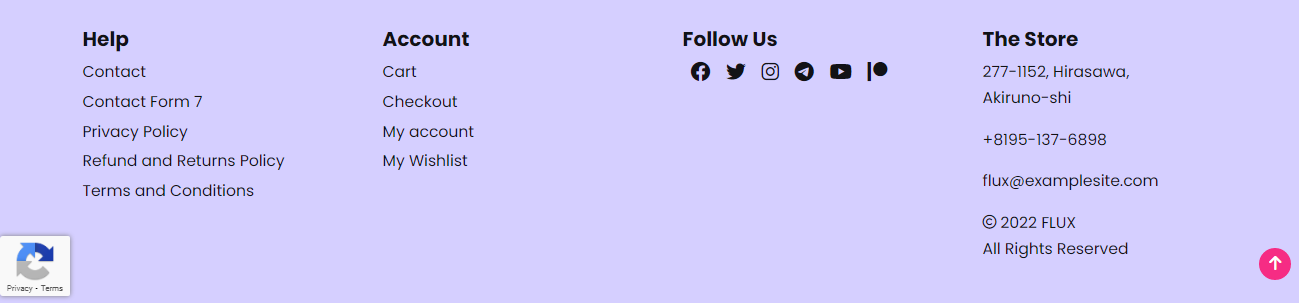 Help
Contact
Contact Form 7
Privacy Policy
Refund and Returns Policy
Terms and Conditions
Account
Cart
Checkout
My account
My Wishlist
Follow Us
The Store
277-1152, Hirasawa,
Akiruno-shi
+8195-137-6898
flux@examplesite.com
© 2022 FLUX
All Rights Reserved
Privacy - Terms